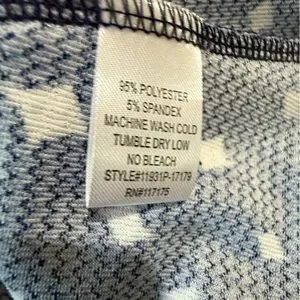 95% POLYESTER
5% SPANDEX
MACHINE WASH COLD
TUMBLE DRY LOW
NO BLEACH
STYLE#11931P-17179
RN#117175